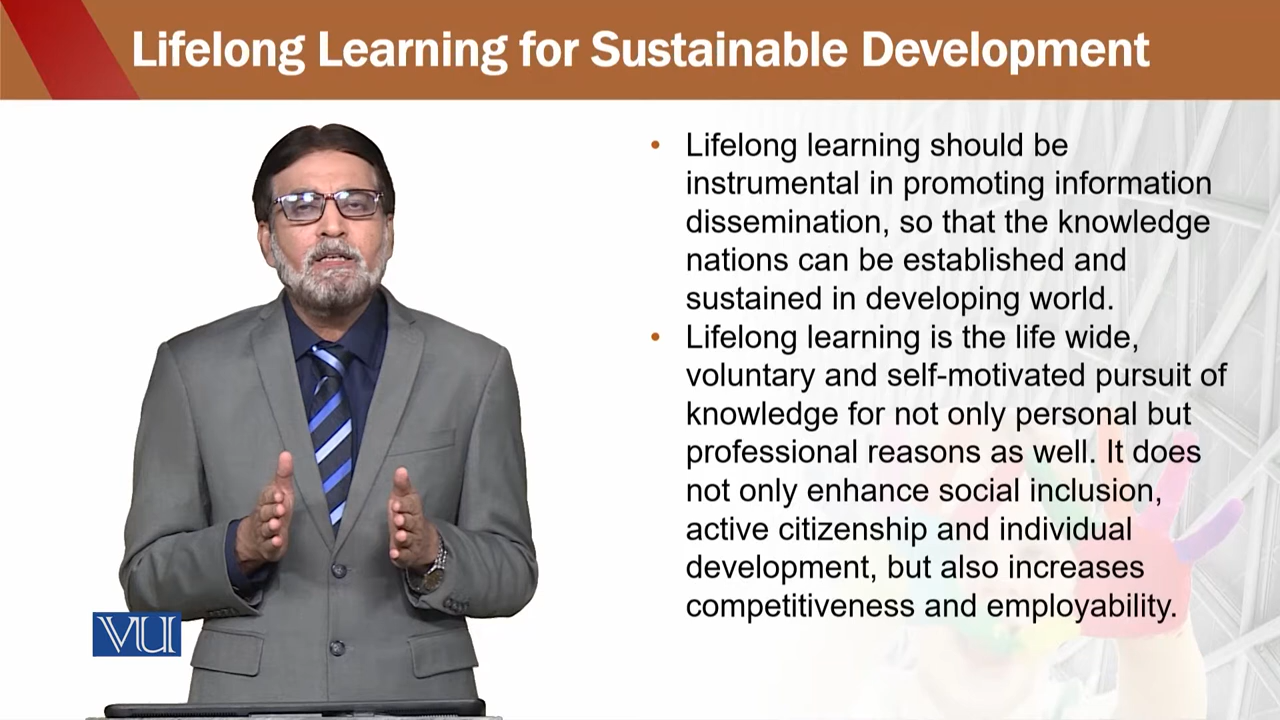 Lifelong Learning for Sustainable Development
• Lifelong learning should be
instrumental in promoting information
dissemination, so that the knowledge
nations can be established and
sustained in developing world.
• Lifelong learning is the life wide,
voluntary and self-motivated pursuit of
knowledge for not only personal but
professional reasons as well. It does
not only enhance social inclusion,
active citizenship and individual
development, but also increases
competitiveness and employability.
VU